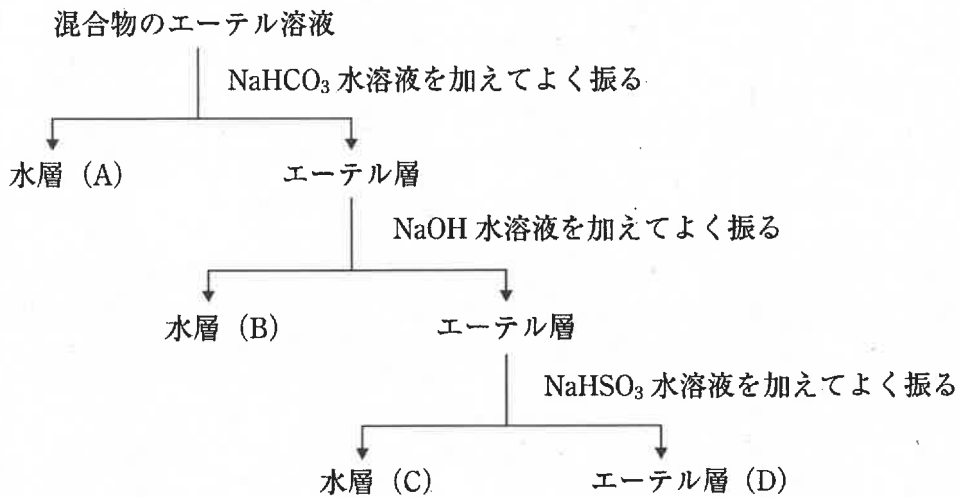 混合物のエーテル溶液
NaHCO₃ 水溶液を加えてよく振る
水層（A）
エーテル層
NaOH 水溶液を加えてよく振る
水層（B）
エーテル層
NaHSO₃ 水溶液を加えてよく振る
水層（C）
エーテル層（D）